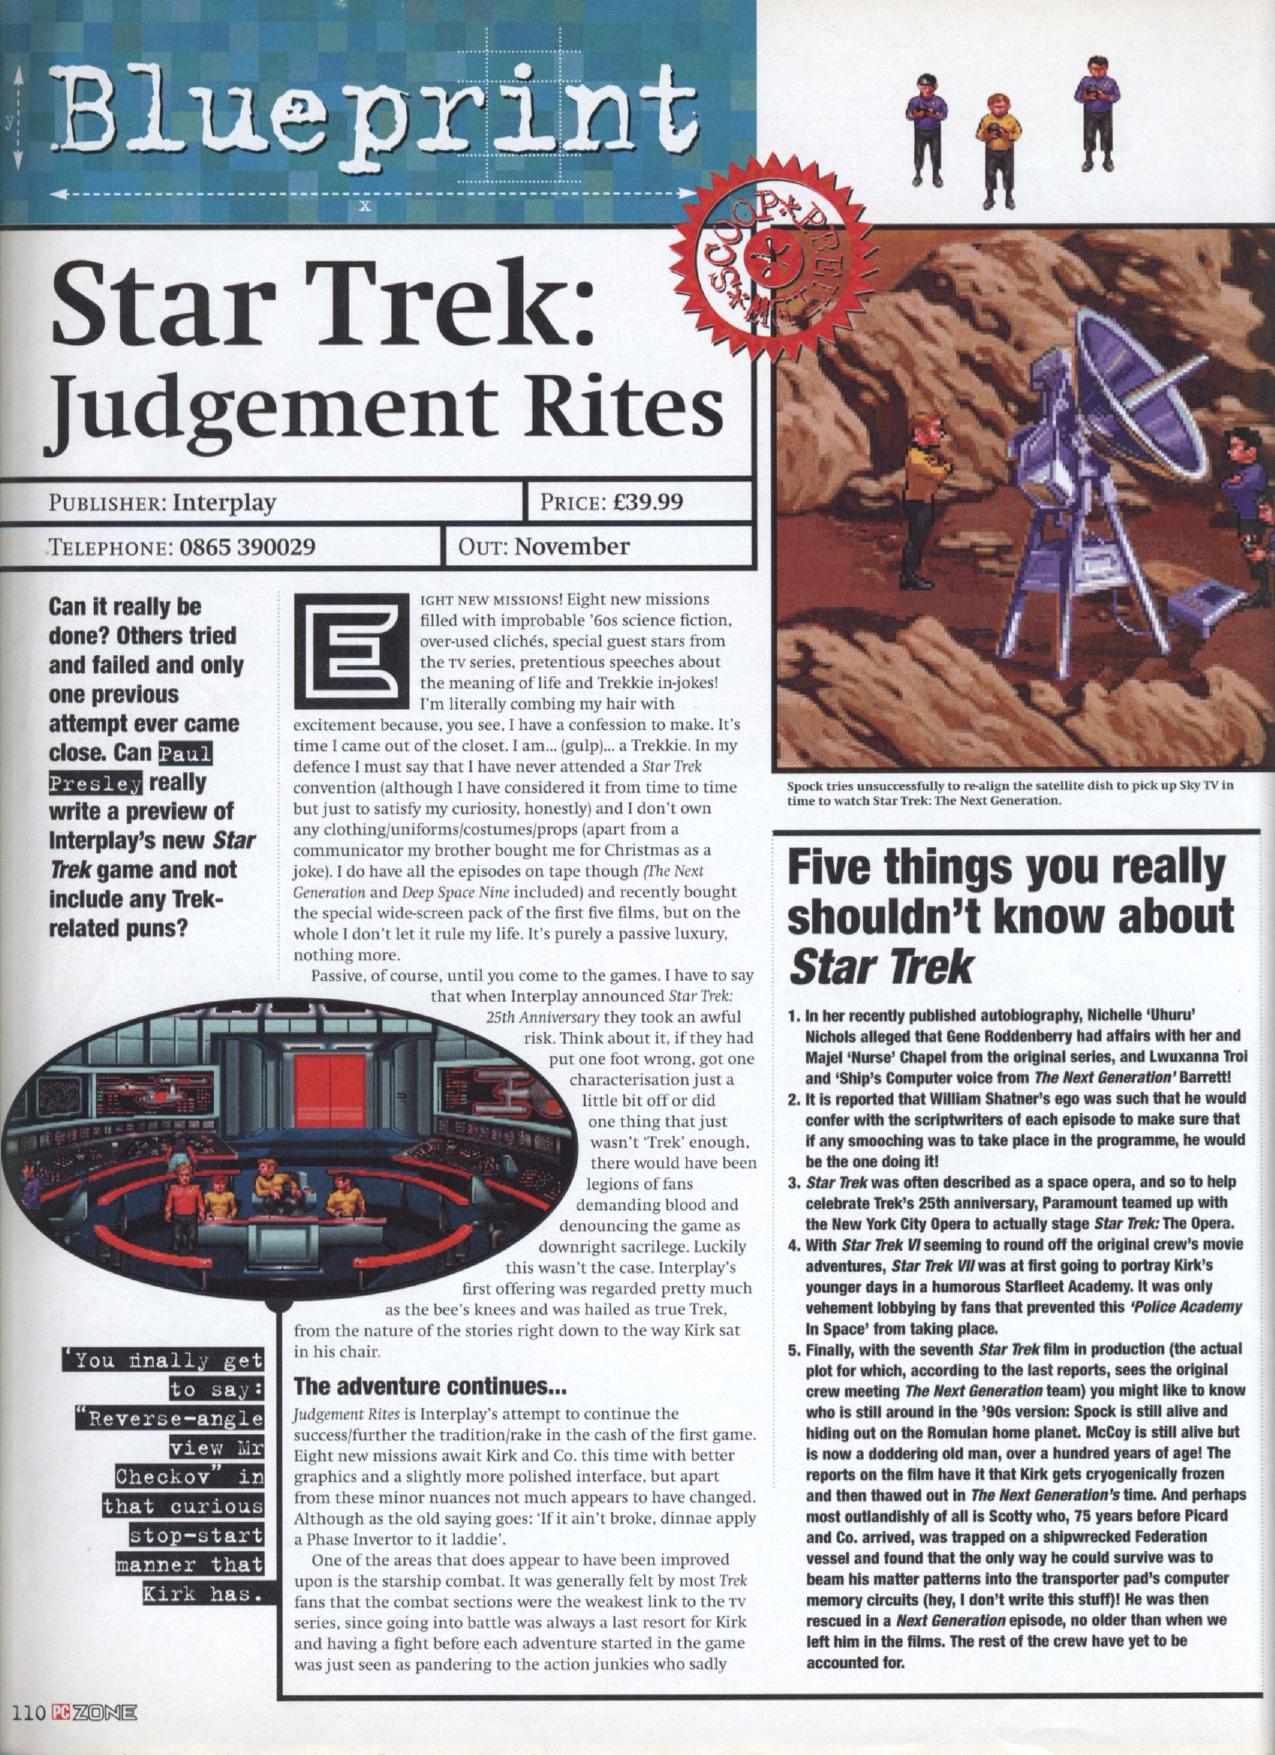 Blueprint
y
x
SCOOP * PREVIEW *
Star Trek:
Judgement Rites
PUBLISHER: Interplay
PRICE: £39.99
TELEPHONE: 0865 390029
OUT: November
Can it really be
done? Others tried
and failed and only
one previous
attempt ever came
close. Can Paul
Presley really
write a preview of
Interplay's new Star
Trek game and not
include any Trek-
related puns?
EIGHT NEW MISSIONS! Eight new missions
filled with improbable '60s science fiction,
over-used clichés, special guest stars from
the TV series, pretentious speeches about
the meaning of life and Trekkie in-jokes!
I'm literally combing my hair with
excitement because, you see, I have a confession to make. It's
time I came out of the closet. I am... (gulp)... a Trekkie. In my
defence I must say that I have never attended a Star Trek
convention (although I have considered it from time to time
but just to satisfy my curiosity, honestly) and I don't own
any clothing/uniforms/costumes/props (apart from a
communicator my brother bought me for Christmas as a
joke). I do have all the episodes on tape though (The Next
Generation and Deep Space Nine included) and recently bought
the special wide-screen pack of the first five films, but on the
whole I don't let it rule my life. It's purely a passive luxury,
nothing more.
Passive, of course, until you come to the games. I have to say
that when Interplay announced Star Trek:
25th Anniversary they took an awful
risk. Think about it, if they had
put one foot wrong, got one
characterisation just a
little bit off or did
one thing that just
wasn't 'Trek' enough,
there would have been
legions of fans
demanding blood and
denouncing the game as
downright sacrilege. Luckily
this wasn't the case. Interplay's
first offering was regarded pretty much
as the bee's knees and was hailed as true Trek,
from the nature of the stories right down to the way Kirk sat
in his chair.
The adventure continues...
Judgement Rites is Interplay's attempt to continue the
success/further the tradition/rake in the cash of the first game.
Eight new missions await Kirk and Co. this time with better
graphics and a slightly more polished interface, but apart
from these minor nuances not much appears to have changed.
Although as the old saying goes: 'If it ain't broke, dinnae apply
a Phase Invertor to it laddie'.
One of the areas that does appear to have been improved
upon is the starship combat. It was generally felt by most Trek
fans that the combat sections were the weakest link to the TV
series, since going into battle was always a last resort for Kirk
and having a fight before each adventure started in the game
was just seen as pandering to the action junkies who sadly
'You finally get
to say:
"Reverse-angle
view Mr
Checkov" in
that curious
stop-start
manner that
Kirk has.
Spock tries unsuccessfully to re-align the satellite dish to pick up Sky TV in
time to watch Star Trek: The Next Generation.
Five things you really
shouldn't know about
Star Trek
1. In her recently published autobiography, Nichelle 'Uhuru'
Nichols alleged that Gene Roddenberry had affairs with her and
Majel 'Nurse' Chapel from the original series, and Lwuxanna Troi
and 'Ship's Computer voice from The Next Generation' Barrett!
2. It is reported that William Shatner's ego was such that he would
confer with the scriptwriters of each episode to make sure that
if any smooching was to take place in the programme, he would
be the one doing it!
3. Star Trek was often described as a space opera, and so to help
celebrate Trek's 25th anniversary, Paramount teamed up with
the New York City Opera to actually stage Star Trek: The Opera.
4. With Star Trek VI seeming to round off the original crew's movie
adventures, Star Trek VII was at first going to portray Kirk's
younger days in a humorous Starfleet Academy. It was only
vehement lobbying by fans that prevented this 'Police Academy
In Space' from taking place.
5. Finally, with the seventh Star Trek film in production (the actual
plot for which, according to the last reports, sees the original
crew meeting The Next Generation team) you might like to know
who is still around in the '90s version: Spock is still alive and
hiding out on the Romulan home planet. McCoy is still alive but
is now a doddering old man, over a hundred years of age! The
reports on the film have it that Kirk gets cryogenically frozen
and then thawed out in The Next Generation's time. And perhaps
most outlandishly of all is Scotty who, 75 years before Picard
and Co. arrived, was trapped on a shipwrecked Federation
vessel and found that the only way he could survive was to
beam his matter patterns into the transporter pad's computer
memory circuits (hey, I don't write this stuff)! He was then
rescued in a Next Generation episode, no older than when we
left him in the films. The rest of the crew have yet to be
accounted for.
110 PC ZONE